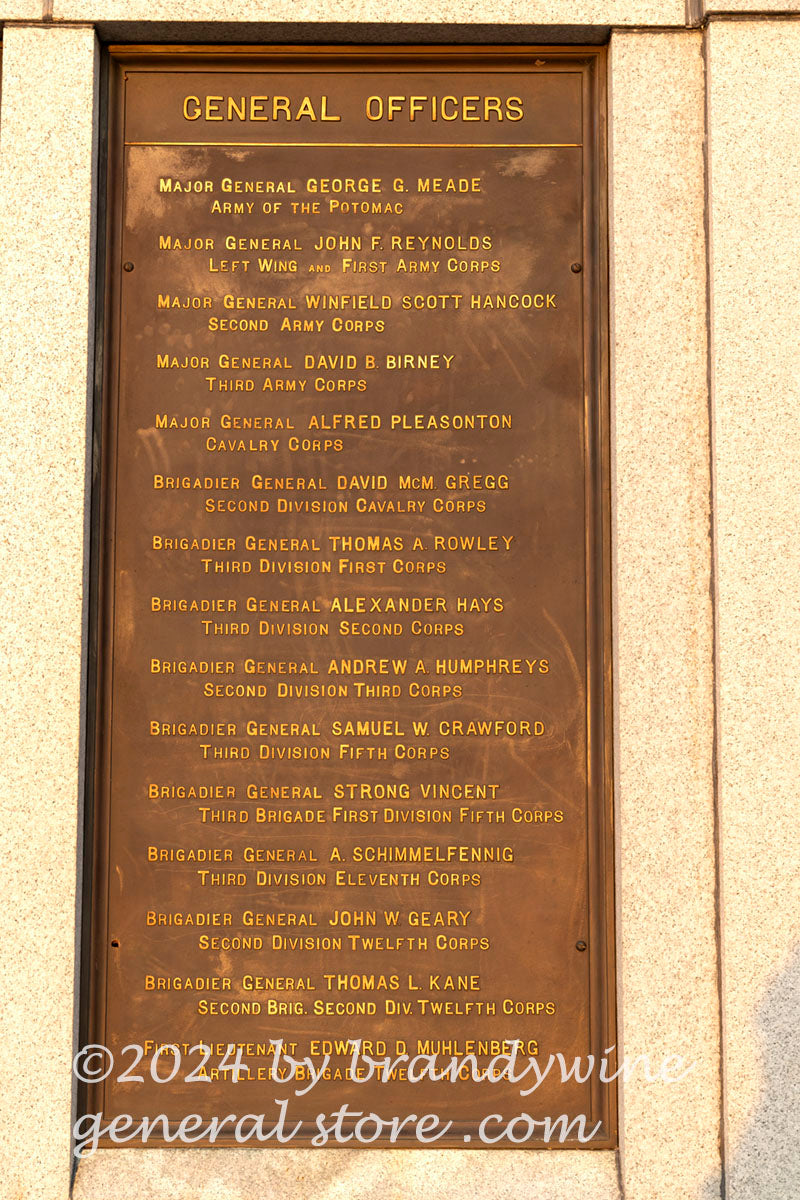 GENERAL OFFICERS
MAJOR GENERAL GEORGE G. MEADE
ARMY OF THE POTOMAC
MAJOR GENERAL JOHN F. REYNOLDS
LEFT WING AND FIRST ARMY CORPS
MAJOR GENERAL WINFIELD SCOTT HANCOCK
SECOND ARMY CORPS
MAJOR GENERAL DAVID B. BIRNEY
THIRD ARMY CORPS
MAJOR GENERAL ALFRED PLEASONTON
CAVALRY CORPS
BRIGADIER GENERAL DAVID McM. GREGG
SECOND DIVISION CAVALRY CORPS
BRIGADIER GENERAL THOMAS A. ROWLEY
THIRD DIVISION FIRST CORPS
BRIGADIER GENERAL ALEXANDER HAYS
THIRD DIVISION SECOND CORPS
BRIGADIER GENERAL ANDREW A. HUMPHREYS
SECOND DIVISION THIRD CORPS
BRIGADIER GENERAL SAMUEL W. CRAWFORD
THIRD DIVISION FIFTH CORPS
BRIGADIER GENERAL STRONG VINCENT
THIRD BRIGADE FIRST DIVISION FIFTH CORPS
BRIGADIER GENERAL A. SCHIMMELFENNIG
THIRD DIVISION ELEVENTH CORPS
BRIGADIER GENERAL JOHN W. GEARY
SECOND DIVISION TWELFTH CORPS
BRIGADIER GENERAL THOMAS L. KANE
SECOND BRIG. SECOND DIV. TWELFTH CORPS
FIRST LIEUTENANT EDWARD D. MUHLENBERG
ARTILLERY BRIGADE TWELFTH CORPS
©2024 by brandywine
general store .com